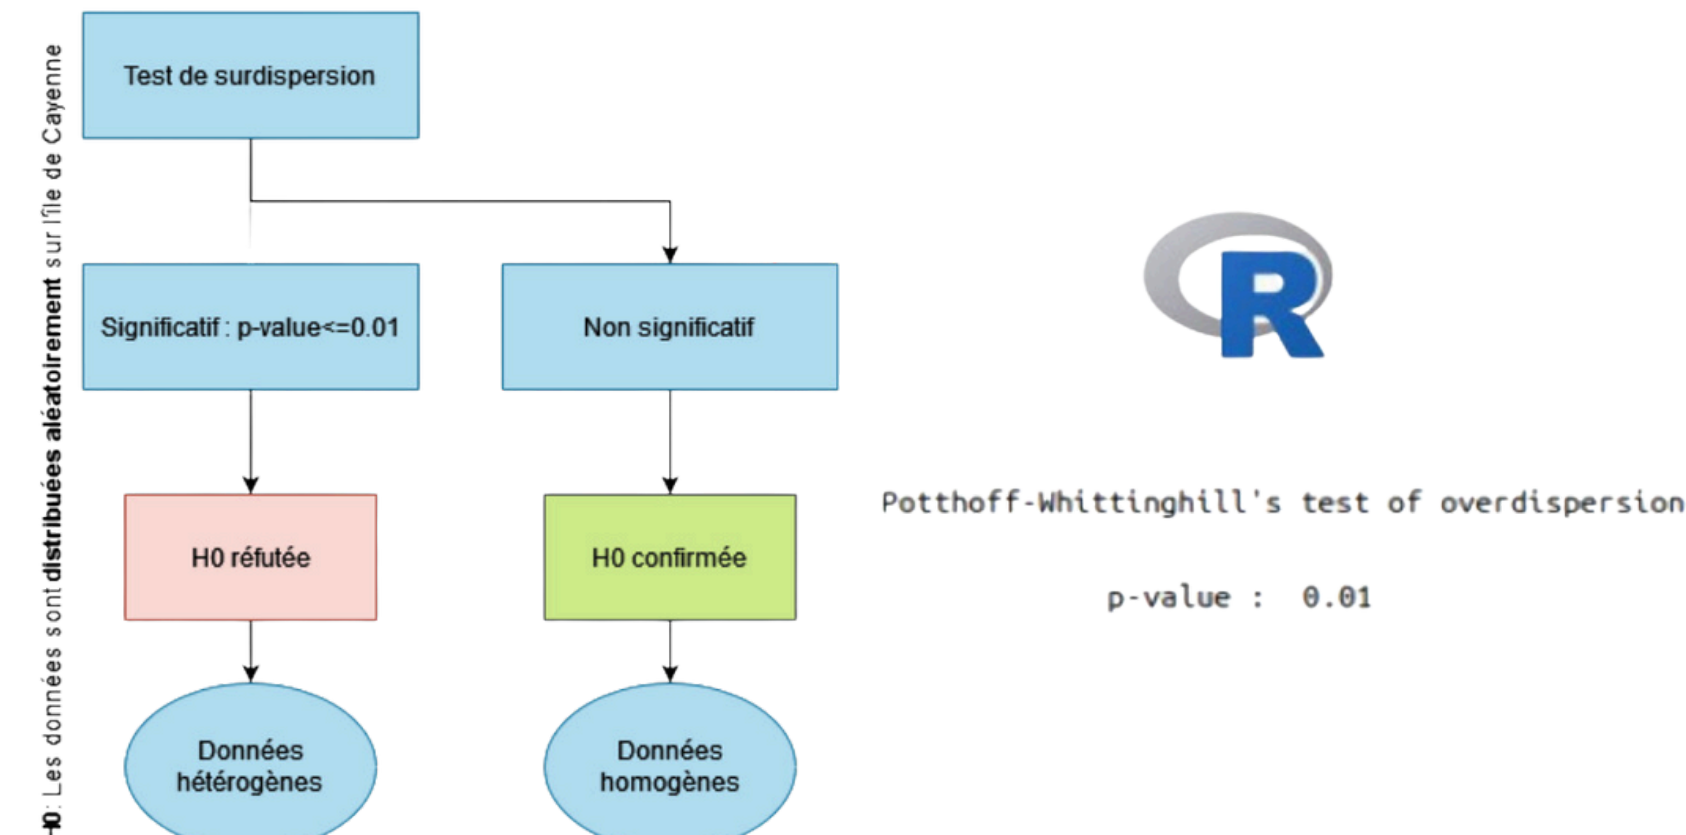 H0: Les données sont distribuées aléatoirement sur l'île de Cayenne
Test de surdispersion
Significatif : p-value<=0.01
Non significatif
H0 réfutée
H0 confirmée
Données
hétérogènes
Données
homogènes
R
Potthoff-Whittinghill's test of overdispersion
p-value : 0.01